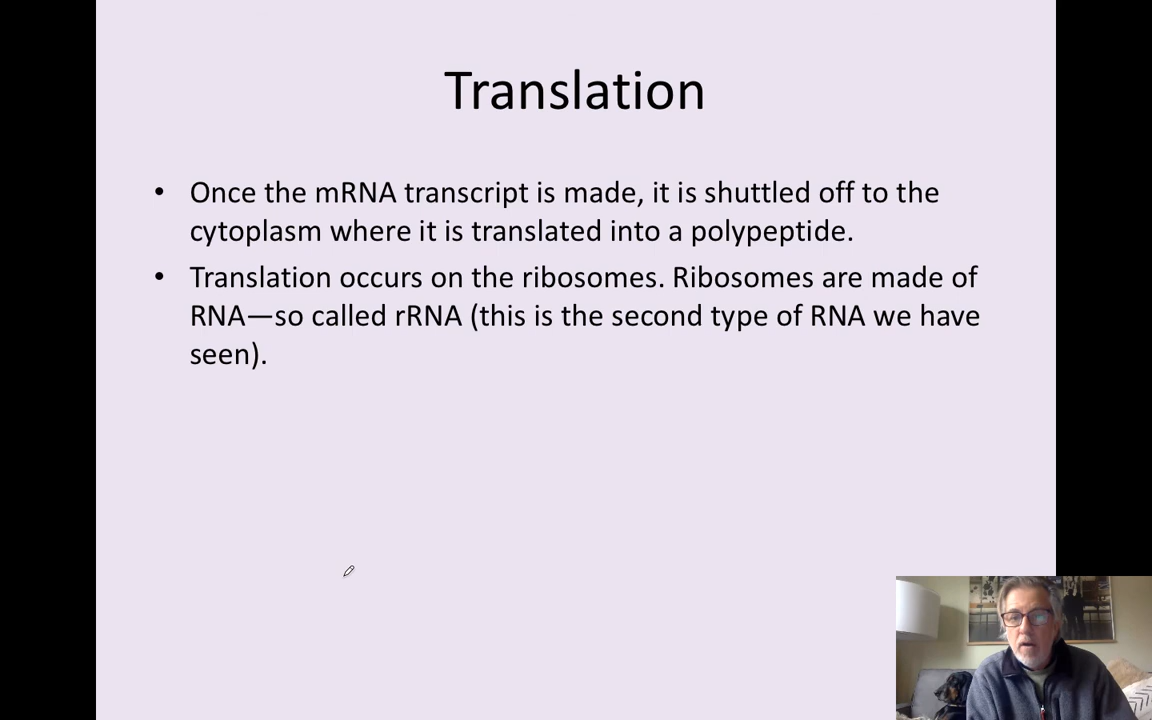 Translation
• Once the mRNA transcript is made, it is shuttled off to the
cytoplasm where it is translated into a polypeptide.
• Translation occurs on the ribosomes. Ribosomes are made of
RNA—so called rRNA (this is the second type of RNA we have
seen).